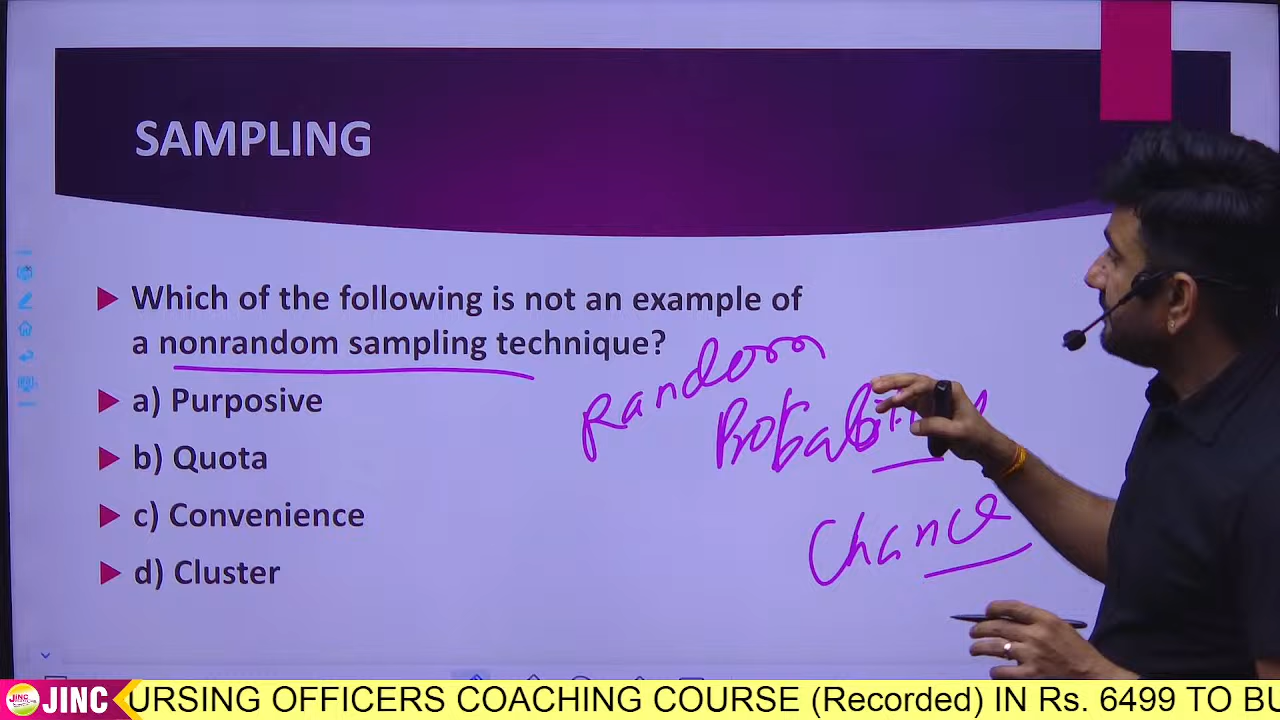 SAMPLING
Which of the following is not an example of
a nonrandom sampling technique?
a) Purposive
b) Quota
c) Convenience
d) Cluster
Random
Chance
JINC
JINC
URSING OFFICERS COACHING COURSE (Recorded) IN Rs. 6499 TO BU